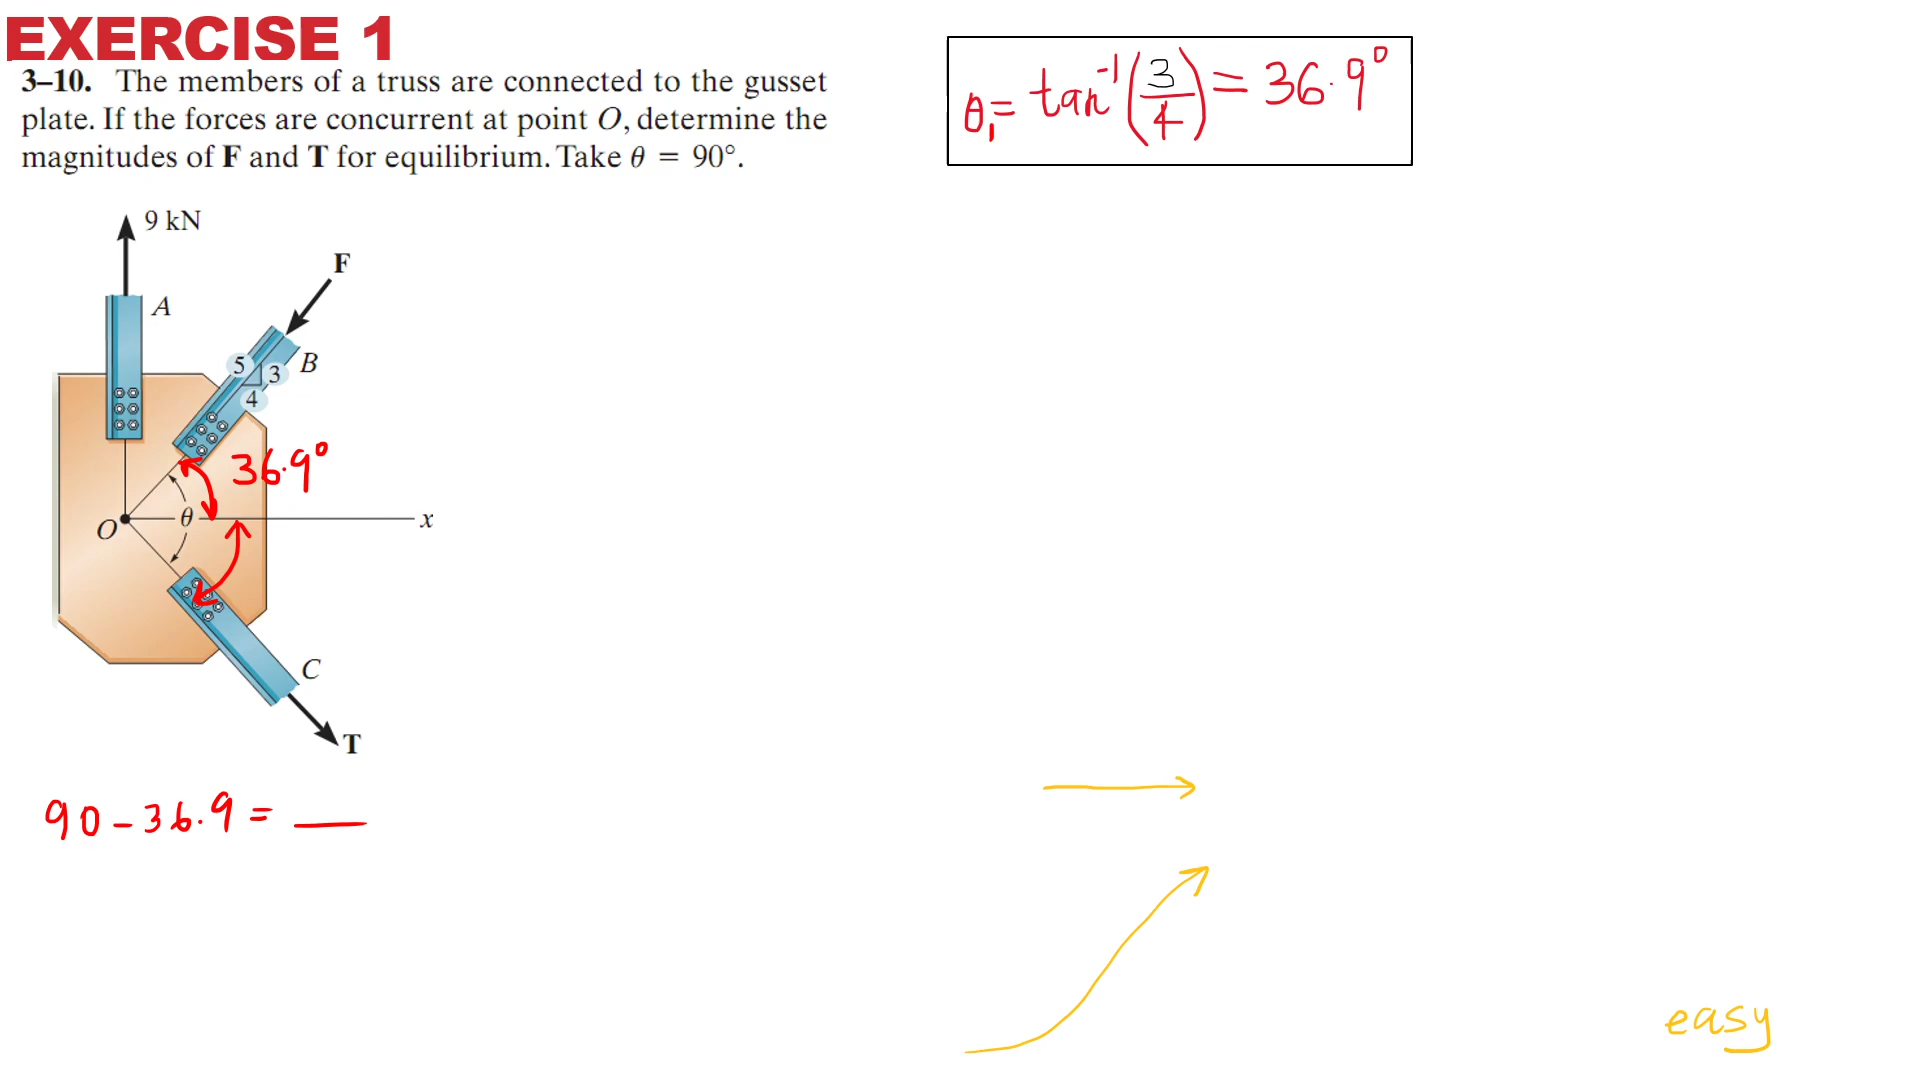 EXERCISE 1
3–10. The members of a truss are connected to the gusset
plate. If the forces are concurrent at point O, determine the
magnitudes of F and T for equilibrium. Take θ = 90°.
θ₁= tan⁻¹(3/4) = 36.9°
9 kN
F
A
B
5
3
4
36.9°
O
θ
x
C
T
90 - 36.9 = __
easy